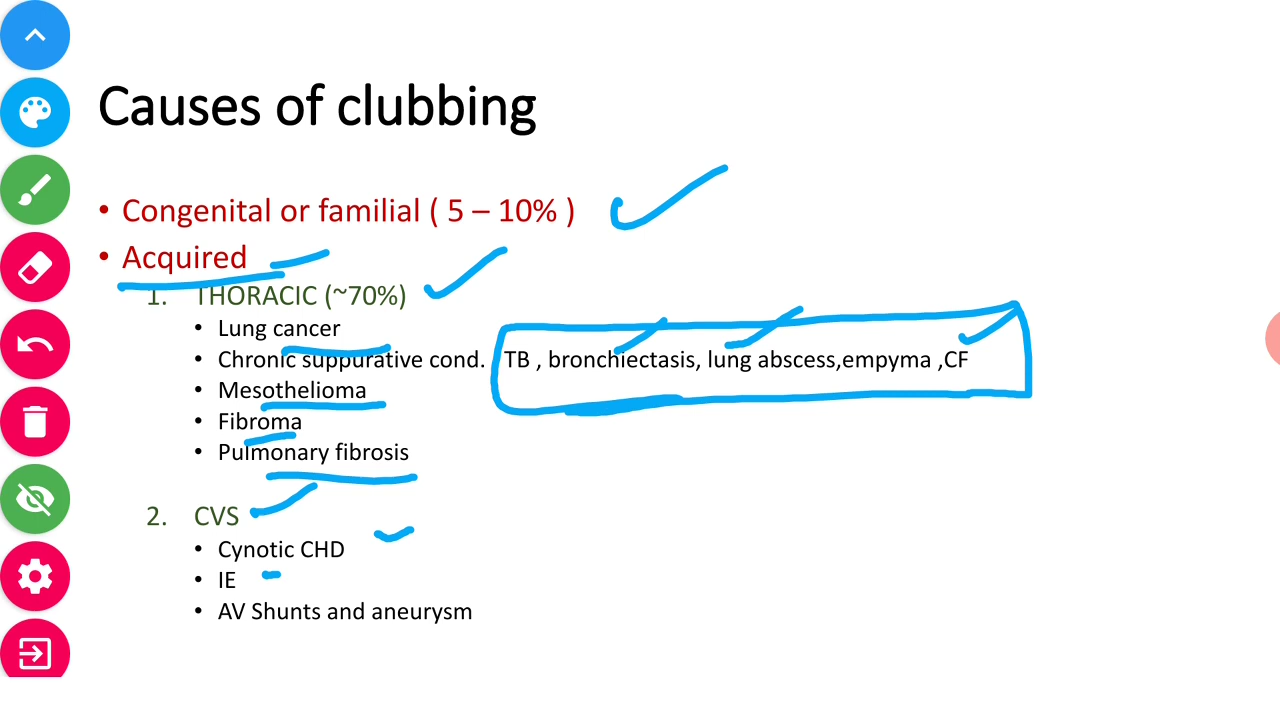 Causes of clubbing
• Congenital or familial ( 5 – 10% )
• Acquired
1. THORACIC (~70%)
• Lung cancer
• Chronic suppurative cond. TB , bronchiectasis, lung abscess,empyma ,CF
• Mesothelioma
• Fibroma
• Pulmonary fibrosis
2. CVS
• Cynotic CHD
• IE
• AV Shunts and aneurysm